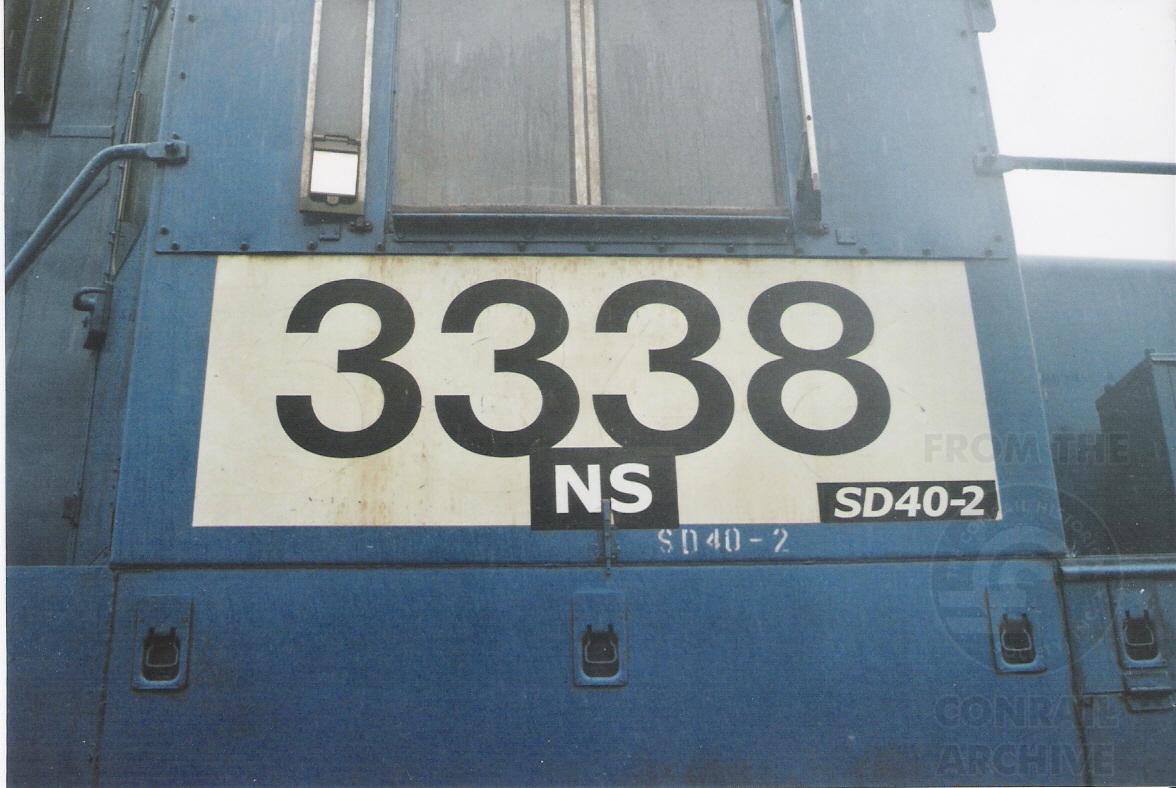 3338
NS
SD40-2
SD40-2
FROM THE
CONRAIL
ARCHIVE